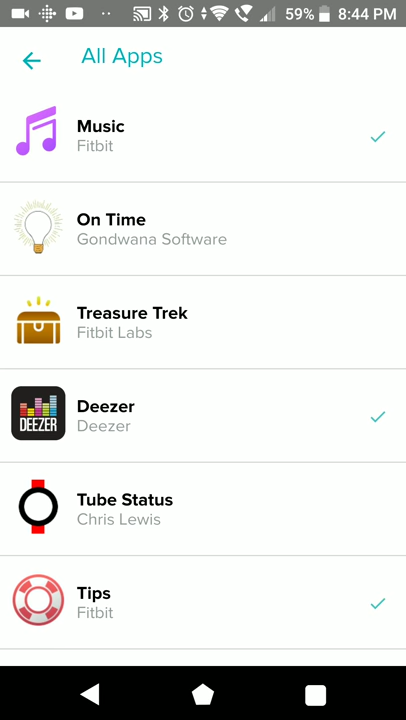 59% 8:44 PM
All Apps
Music
Fitbit
On Time
Gondwana Software
Treasure Trek
Fitbit Labs
DEEZER
Deezer
Deezer
Tube Status
Chris Lewis
Tips
Fitbit